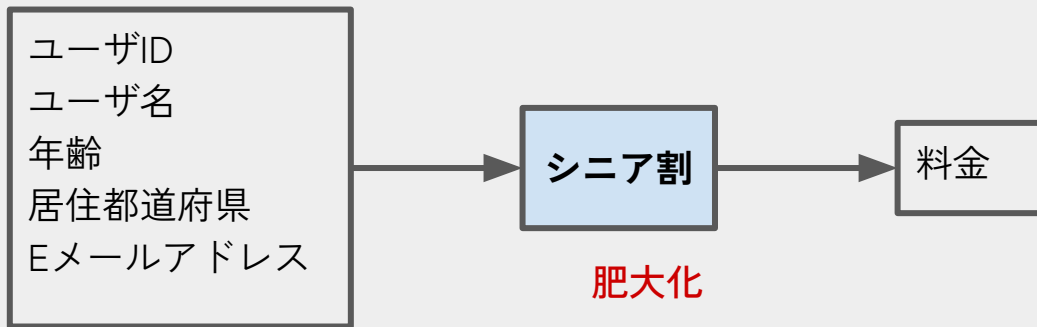 ユーザID
ユーザ名
年齢
居住都道府県
Eメールアドレス
シニア割
料金
肥大化